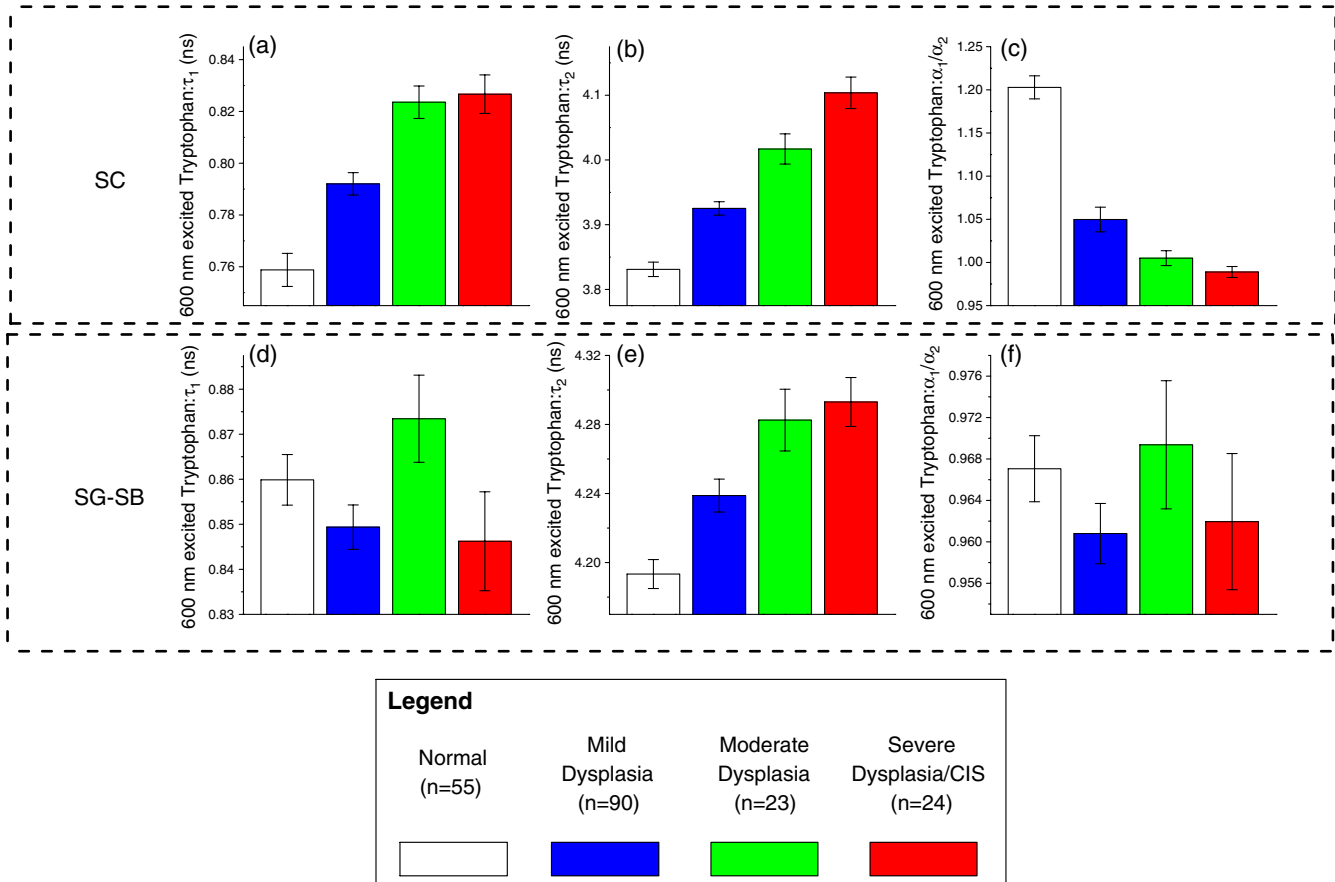 SC
(a)
600 nm excited Tryptophan:τ₁ (ns)
0.84
0.82
0.80
0.78
0.76
(b)
600 nm excited Tryptophan:τ₂ (ns)
4.1
4.0
3.9
3.8
(c)
600 nm excited Tryptophan:α₁/α₂
1.25
1.20
1.15
1.10
1.05
1.00
0.95
SG-SB
(d)
600 nm excited Tryptophan:τ₁ (ns)
0.88
0.87
0.86
0.85
0.84
0.83
(e)
600 nm excited Tryptophan:τ₂ (ns)
4.32
4.28
4.24
4.20
(f)
600 nm excited Tryptophan:α₁/α₂
0.976
0.972
0.968
0.964
0.960
0.956
Legend
Normal
(n=55)
Mild
Dysplasia
(n=90)
Moderate
Dysplasia
(n=23)
Severe
Dysplasia/CIS
(n=24)